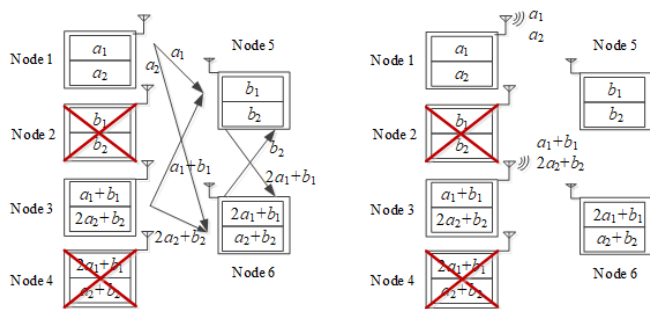 Node 1
a₁
a₂
Node 2
b₁
b₂
Node 3
a₁+b₁
2a₂+b₂
Node 4
2a₁+b₁
a₂+b₂
a₁
a₂
a₁+b₁
2a₂+b₂
Node 5
b₁
b₂
b₂
2a₁+b₁
2a₁+b₁
a₂+b₂
Node 6
Node 1
a₁
a₂
a₁
a₂
Node 2
b₁
b₂
a₁+b₁
2a₂+b₂
Node 3
a₁+b₁
2a₂+b₂
Node 4
2a₁+b₁
a₂+b₂
Node 5
b₁
b₂
2a₁+b₁
a₂+b₂
Node 6